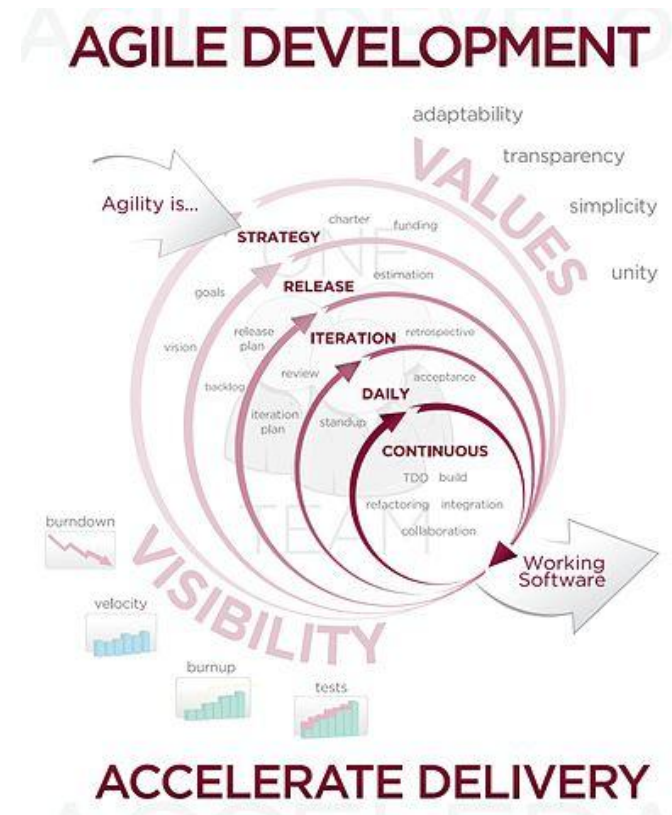 AGILE DEVELOPMENT
adaptability
VALUES
transparency
Agility is...
simplicity
charter
funding
STRATEGY
ONE
unity
estimation
RELEASE
goals
release
plan
retrospective
ITERATION
vision
review
acceptance
backlog
DAILY
iteration
plan
standup
CONTINUOUS
TDD build
refactoring integration
collaboration
TEAM
burndown
VISIBILITY
Working
Software
velocity
burnup
tests
ACCELERATE DELIVERY